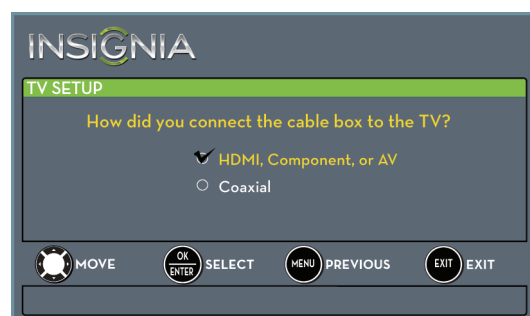 INSIGNIA
TV SETUP
How did you connect the cable box to the TV?
HDMI, Component, or AV
Coaxial
MOVE OK ENTER SELECT MENU PREVIOUS EXIT EXIT